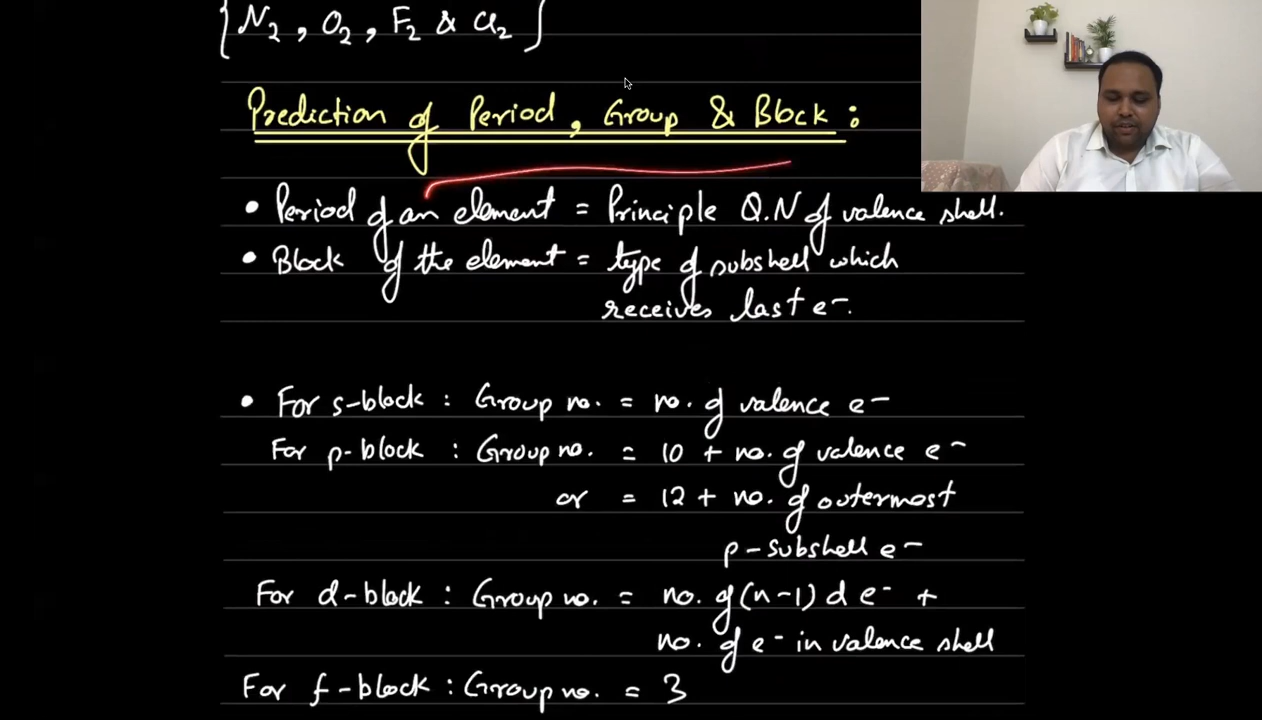 { N₂ , O₂ , F₂ & Cl₂ }
Prediction of Period , Group & Block :
• Period of an element = Principle Q.N of valence shell.
• Block of the element = type of subshell which
receives last e⁻.
• For s-block : Group no. = no. of valence e⁻
For p-block : Group no. = 10 + no. of valence e⁻
or = 12 + no. of outermost
p-subshell e⁻
For d-block : Group no. = no. of (n-1) d e⁻ +
no. of e⁻ in valence shell
For f-block : Group no. = 3